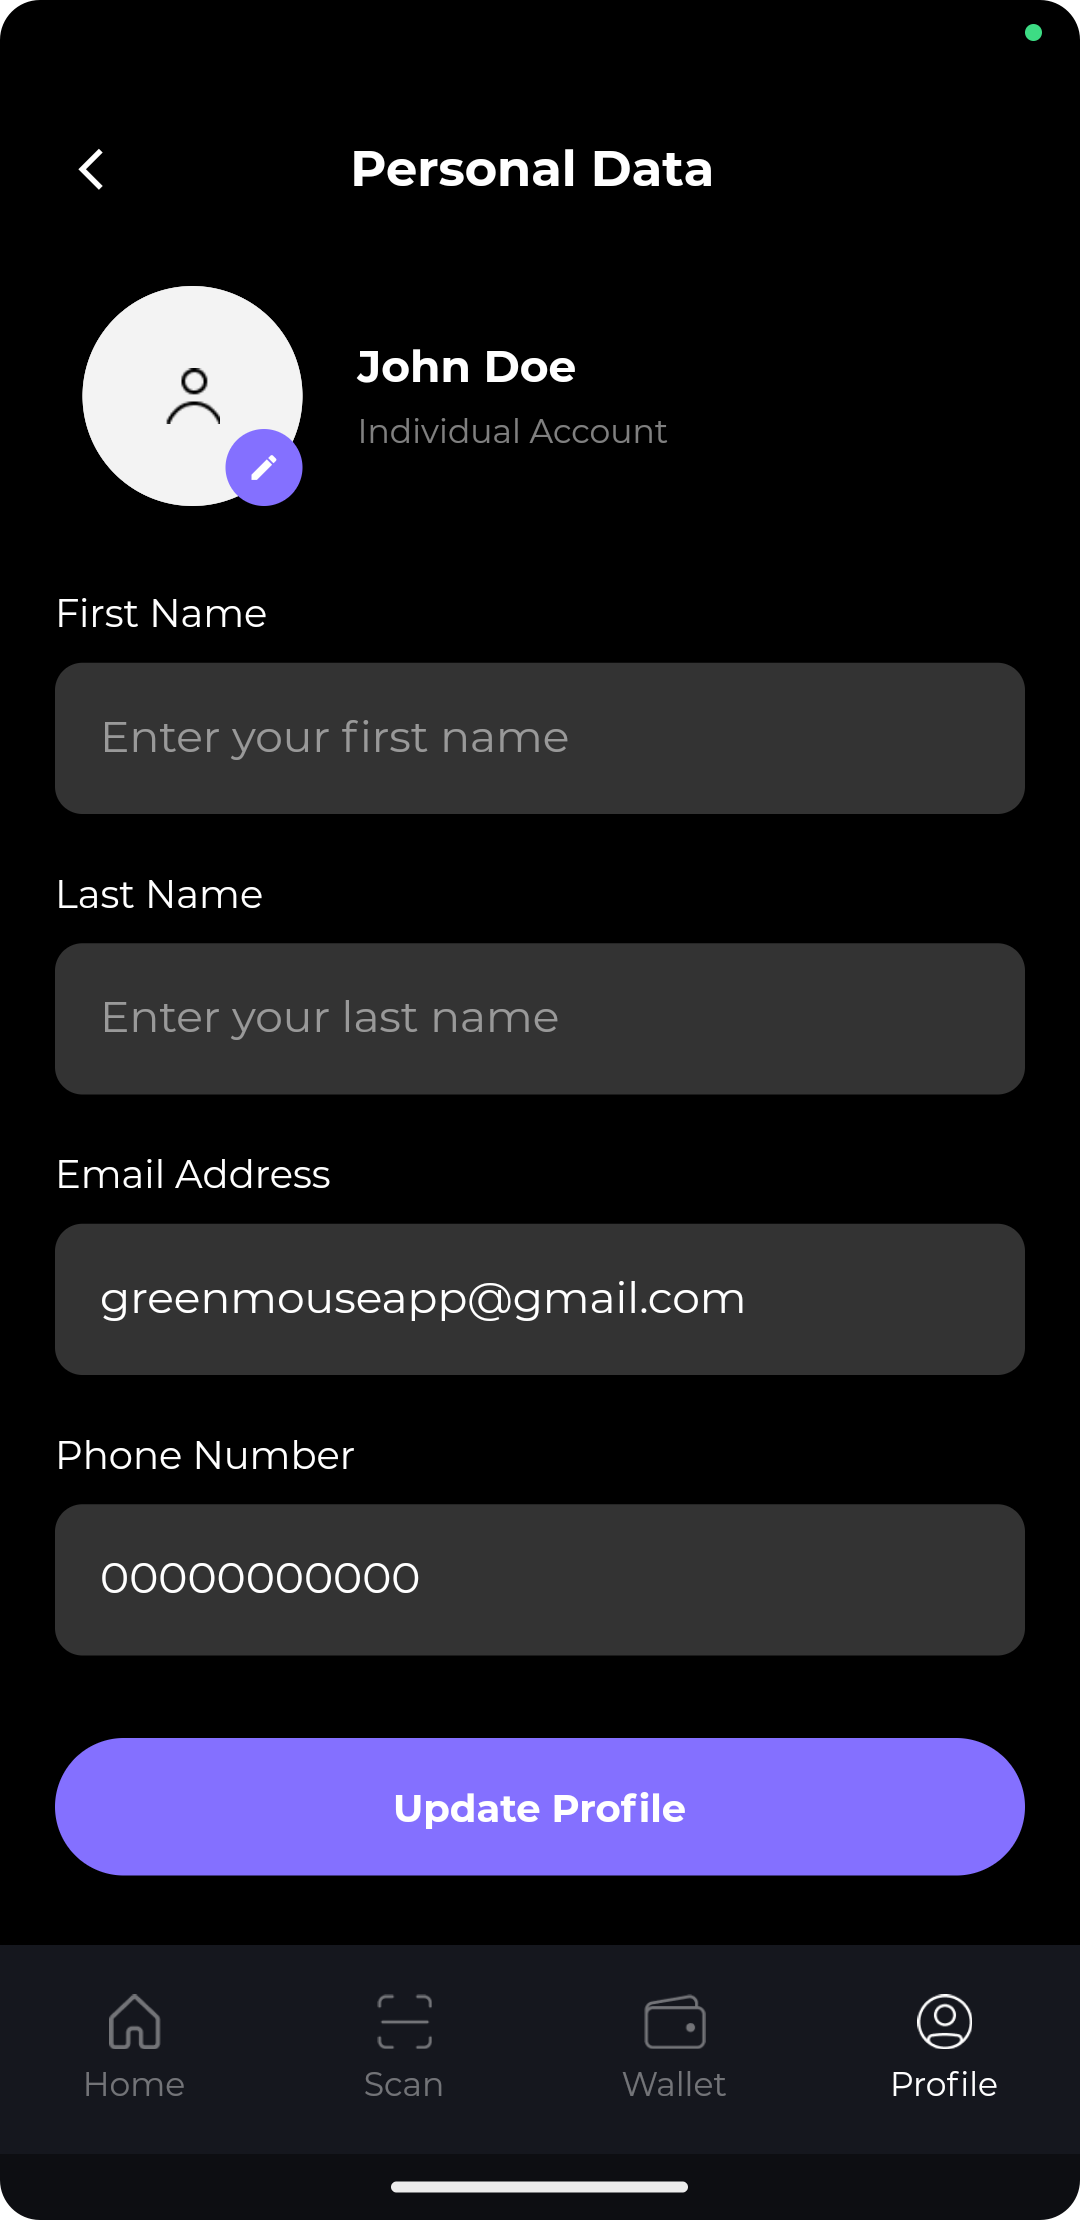 Personal Data
John Doe
Individual Account
First Name
Enter your first name
Last Name
Enter your last name
Email Address
greenmouseapp@gmail.com
Phone Number
00000000000
Update Profile
Home
Scan
Wallet
Profile